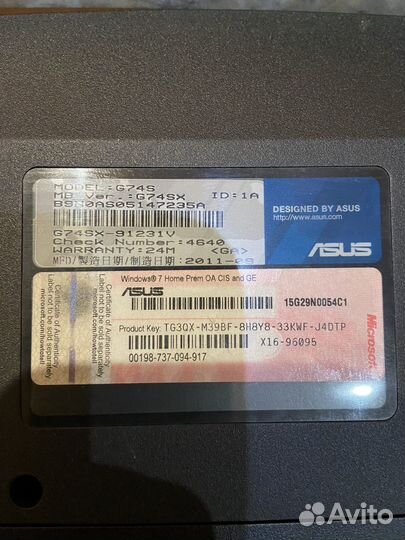 MODEL:G74S
MB Ver.:G74SX ID:1A
B9N0AS05147235A
DESIGNED BY ASUS
http://www.asus.com
G74SX-91231V
Check Number:4640
WARRANTY:24M <GA>
MFD/製造日期/制造日期:2011-09
ASUS
Windows® 7 Home Prem OA CIS and GE
ASUS
15G29N0054C1
Product Key: TG3QX-M39BF-8H8Y8-33KWF-J4DTP
X16-96095
00198-737-094-917
Certificate of Authenticity
Label not to be sold separately
microsoft.com/howtotell
Certificate of Authenticity
Label not to be sold separately
microsoft.com/howtotell
Microsoft
Avito